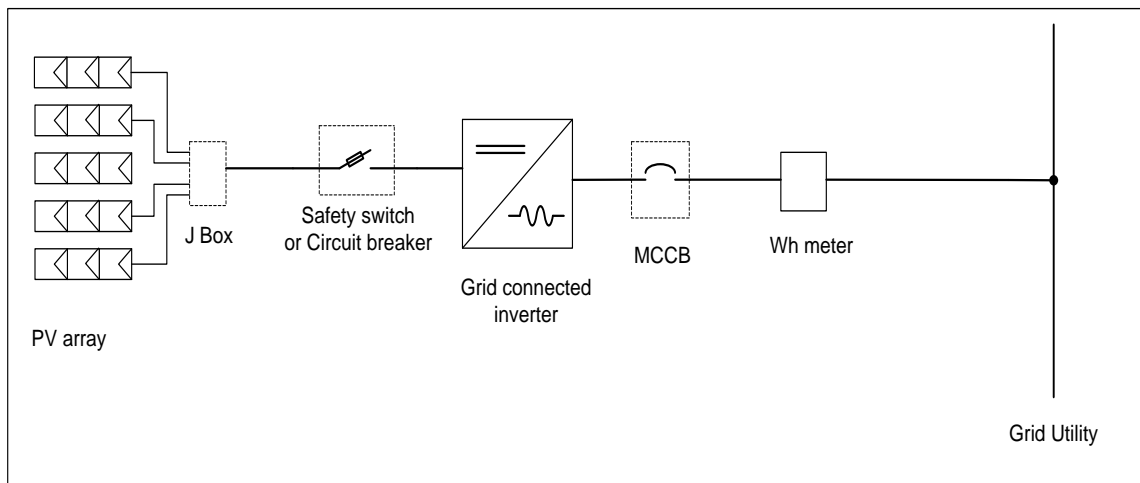 J Box
Safety switch
or Circuit breaker
Grid connected
inverter
MCCB
Wh meter
PV array
Grid Utility